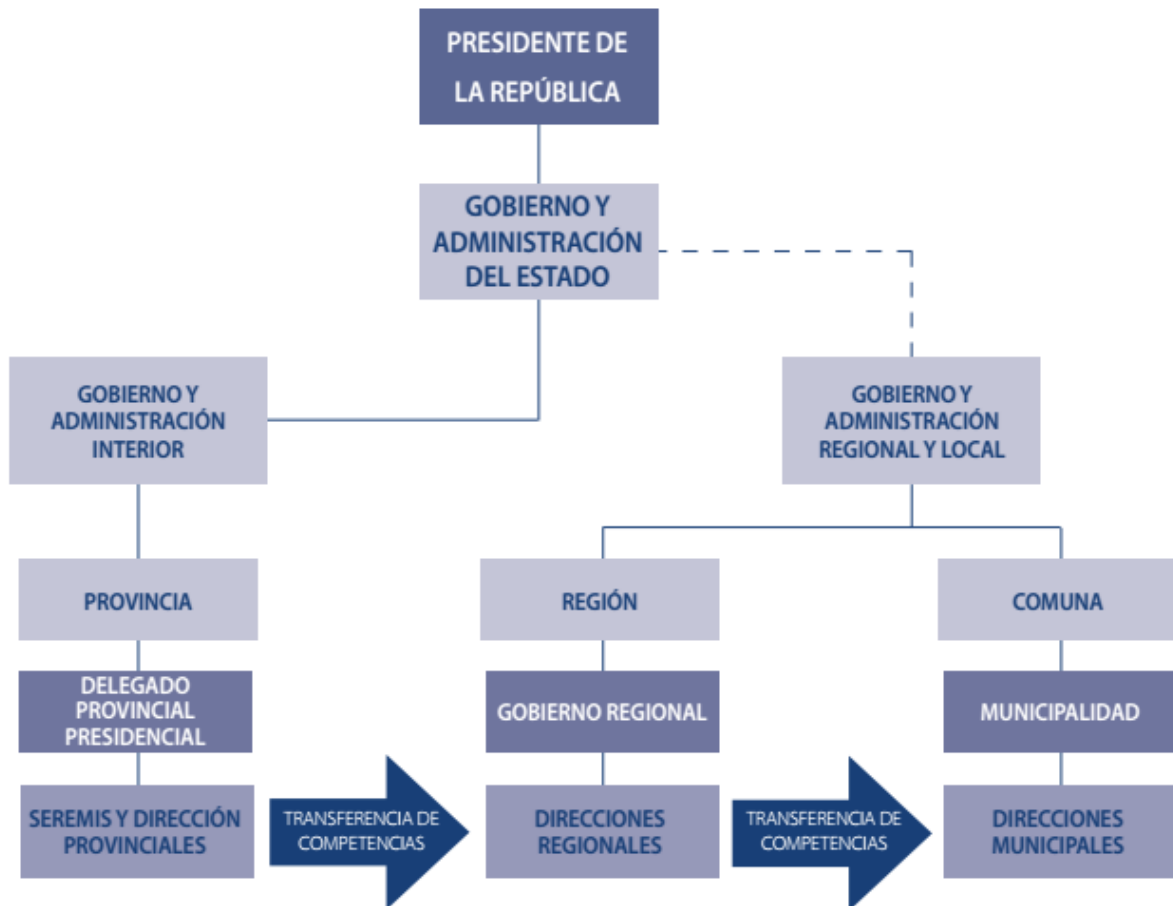 PRESIDENTE DE
LA REPÚBLICA
GOBIERNO Y
ADMINISTRACIÓN
DEL ESTADO
GOBIERNO Y
ADMINISTRACIÓN
INTERIOR
GOBIERNO Y
ADMINISTRACIÓN
REGIONAL Y LOCAL
PROVINCIA
REGIÓN
COMUNA
DELEGADO
PROVINCIAL
PRESIDENCIAL
GOBIERNO REGIONAL
MUNICIPALIDAD
SEREMIS Y DIRECCIÓN
PROVINCIALES
TRANSFERENCIA DE
COMPETENCIAS
DIRECCIONES
REGIONALES
TRANSFERENCIA DE
COMPETENCIAS
DIRECCIONES
MUNICIPALES